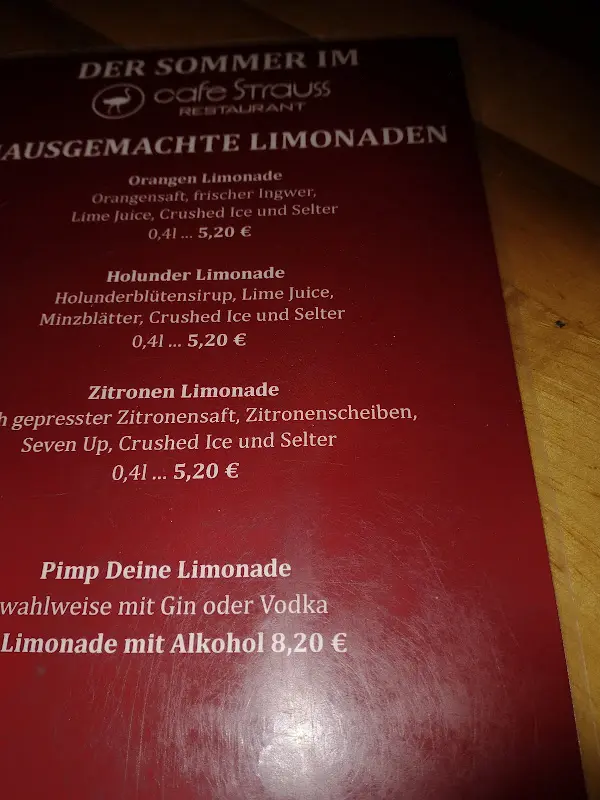 DER SOMMER IM
cafe Strauss
RESTAURANT
AUSGEMACHTE LIMONADEN
Orangen Limonade
Orangensaft, frischer Ingwer,
Lime Juice, Crushed Ice und Selter
0,4l ... 5,20 €
Holunder Limonade
Holunderblütensirup, Lime Juice,
Minzblätter, Crushed Ice und Selter
0,4l ... 5,20 €
Zitronen Limonade
h gepresster Zitronensaft, Zitronenscheiben,
Seven Up, Crushed Ice und Selter
0,4l ... 5,20 €
Pimp Deine Limonade
wahlweise mit Gin oder Vodka
Limonade mit Alkohol 8,20 €